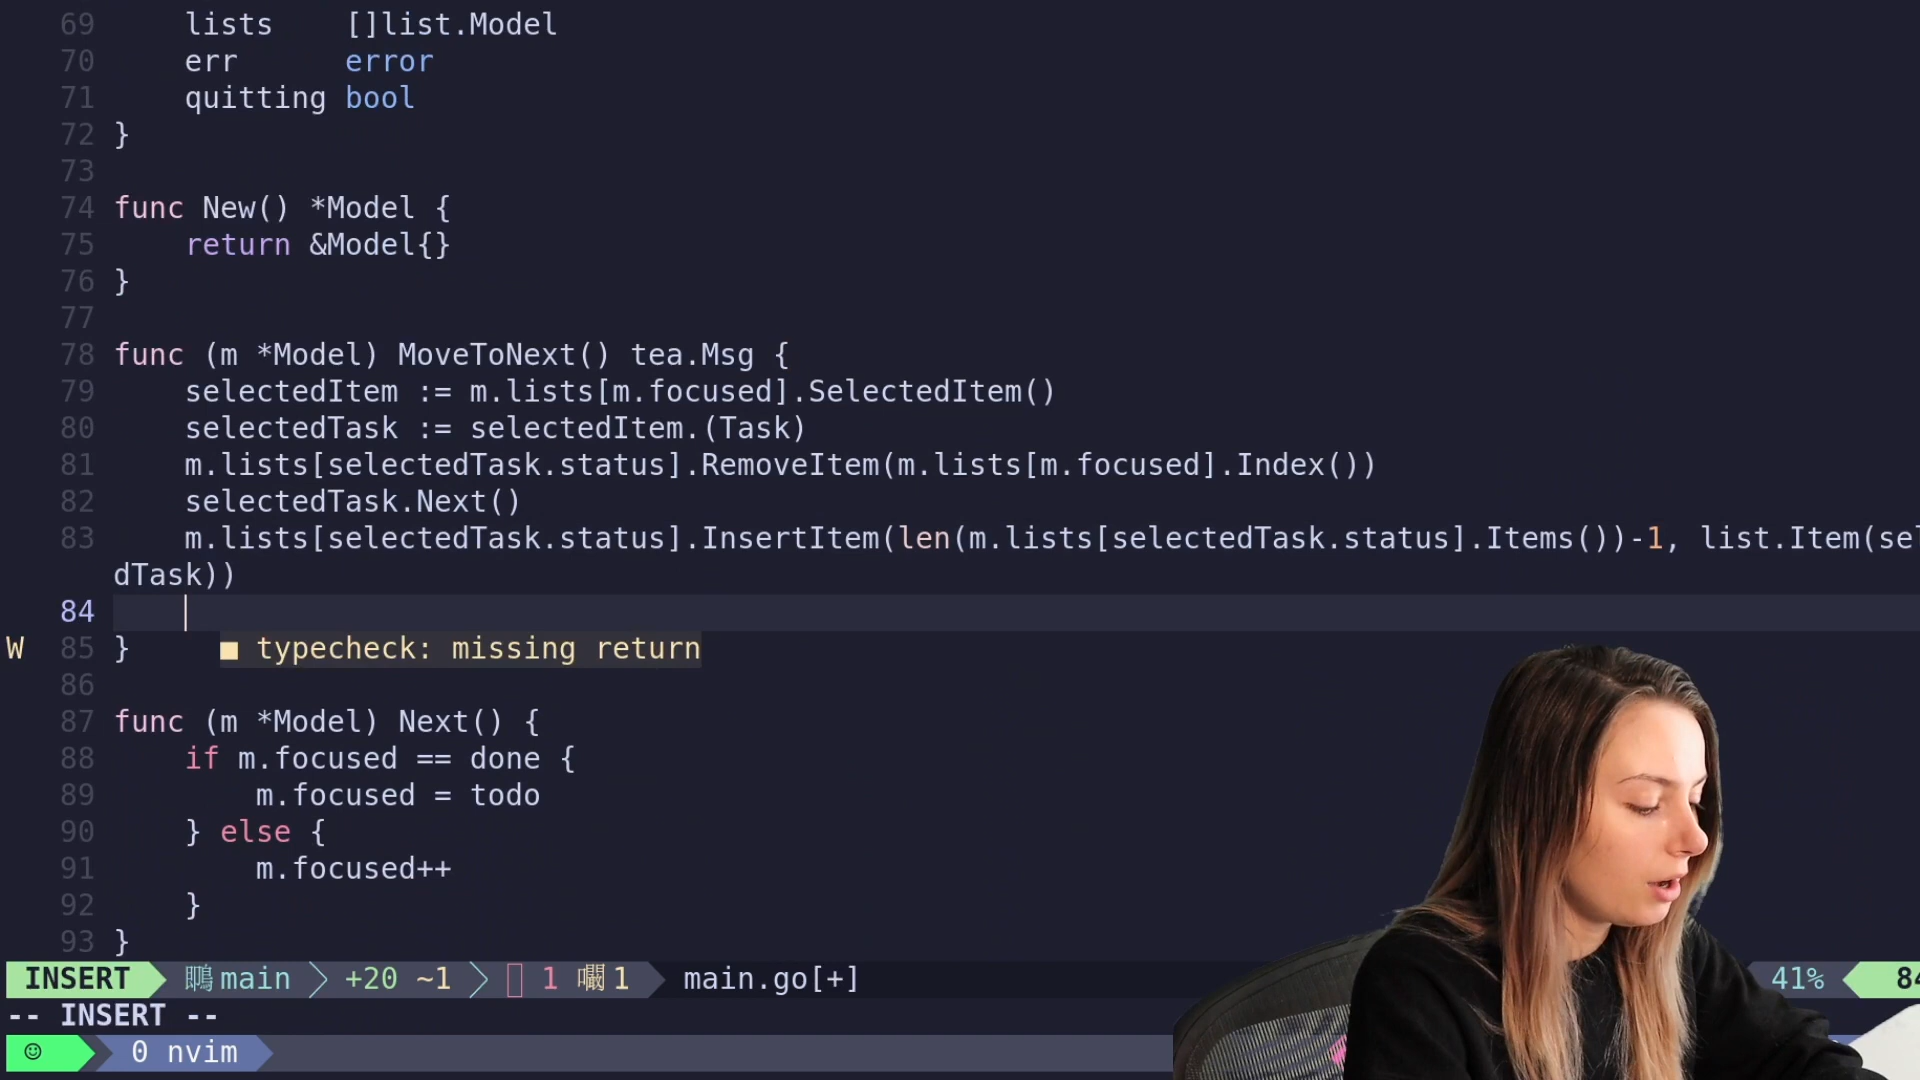 69 lists []list.Model
70 err error
71 quitting bool
72 }
73
74 func New() *Model {
75 return &Model{}
76 }
77
78 func (m *Model) MoveToNext() tea.Msg {
79 selectedItem := m.lists[m.focused].SelectedItem()
80 selectedTask := selectedItem.(Task)
81 m.lists[selectedTask.status].RemoveItem(m.lists[m.focused].Index())
82 selectedTask.Next()
83 m.lists[selectedTask.status].InsertItem(len(m.lists[selectedTask.status].Items())-1, list.Item(sel
dTask))
84
W 85 } ■ typecheck: missing return
86
87 func (m *Model) Next() {
88 if m.focused == done {
89 m.focused = todo
90 } else {
91 m.focused++
92 }
93 }
INSERT main +20 ~1 1 1 main.go[+] 41% 84
-- INSERT --
☺ 0 nvim